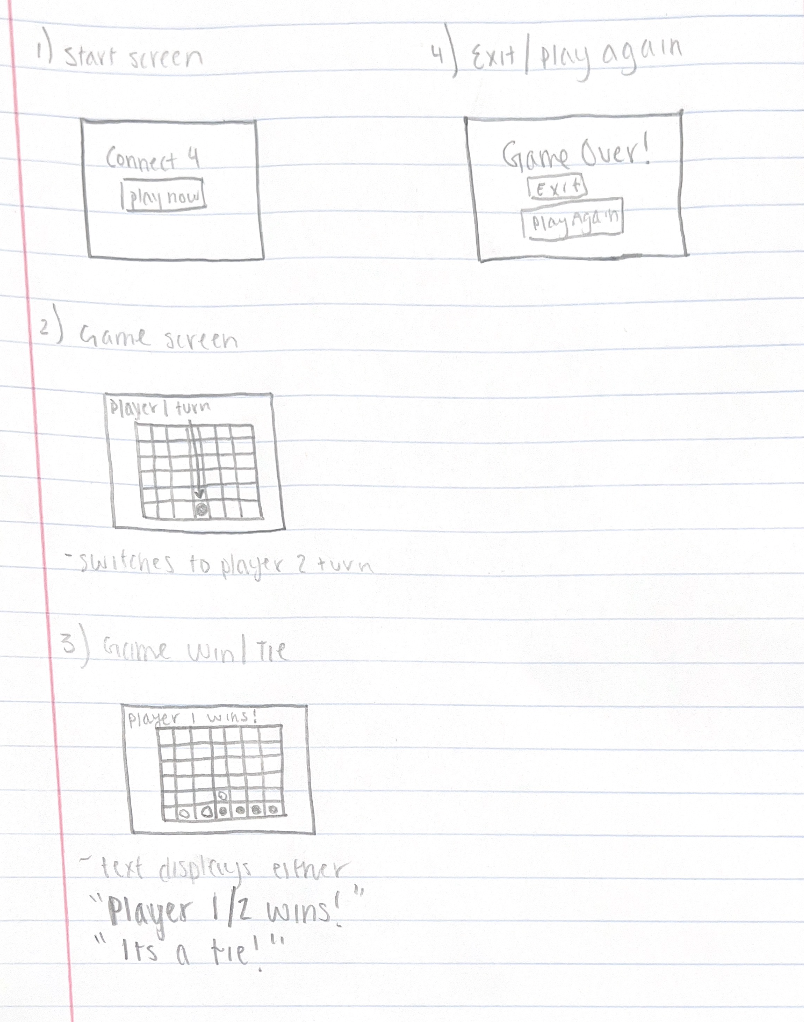 1) Start screen
Connect 4
play now
4) Exit / play again
Game Over!
Exit
Play Again
2) Game screen
player 1 turn
- switches to player 2 turn
3) Game win / Tie
player 1 wins!
- text displays either
"Player 1/2 wins!"
"Its a tie!"